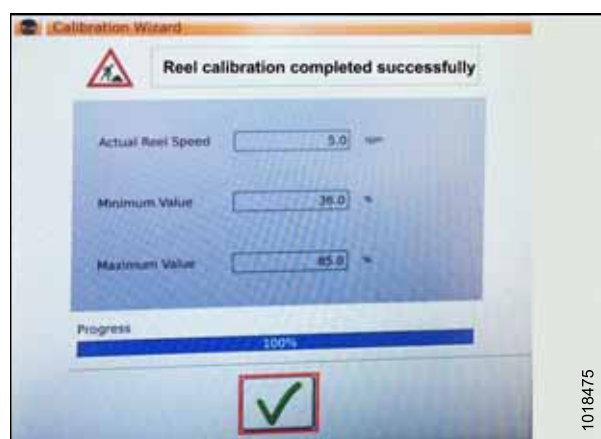 Calibration Wizard
Reel calibration completed successfully
Actual Reel Speed 5.0 rpm
Minimum Value 36.0 %
Maximum Value 85.0 %
Progress
100%
1018475